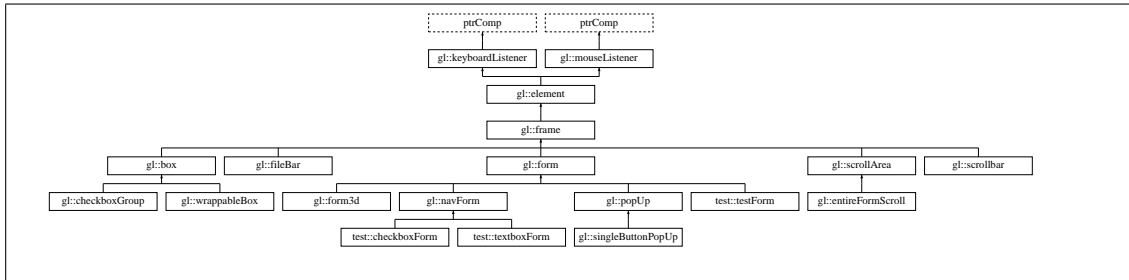 ptrComp ptrComp
gl::keyboardListener gl::mouseListener
gl::element
gl::frame
gl::box gl::fileBar gl::form gl::scrollArea gl::scrollbar
gl::checkboxGroup gl::wrappableBox gl::form3d gl::navForm gl::popUp test::testForm gl::entireFormScroll
test::checkboxForm test::textboxForm gl::singleButtonPopUp